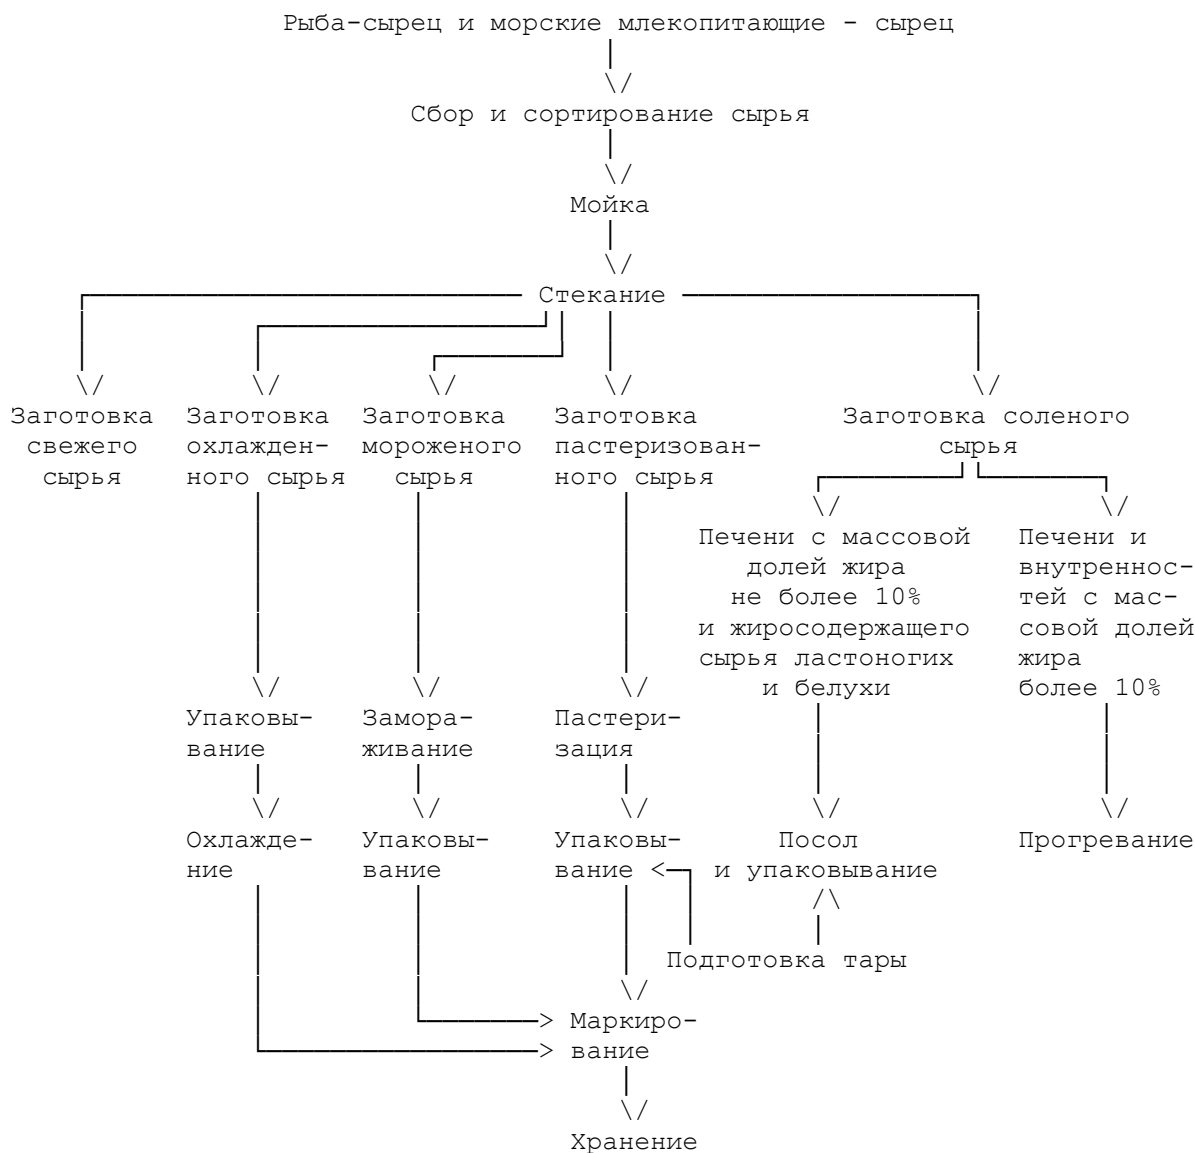 Рыба-сырец и морские млекопитающие - сырец
Сбор и сортирование сырья
Мойка
Стекание
Заготовка свежего сырья
Заготовка охлажден-
ного сырья
Заготовка мороженого сырья
Заготовка пастеризован-
ного сырья
Заготовка соленого
сырья
Печени с массовой
долей жира
не более 10%
и жиросодержащего
сырья ластоногих
и белухи
Печени и
внутреннос-
тей с мас-
совой долей
жира
более 10%
Упаковы-
вание
Замора-
живание
Пастери-
зация
Охлажде-
ние
Упаковы-
вание
Упаковы-
вание <
Посол
и упаковывание
Прогревание
Подготовка тары
> Маркиро-
> вание
Хранение